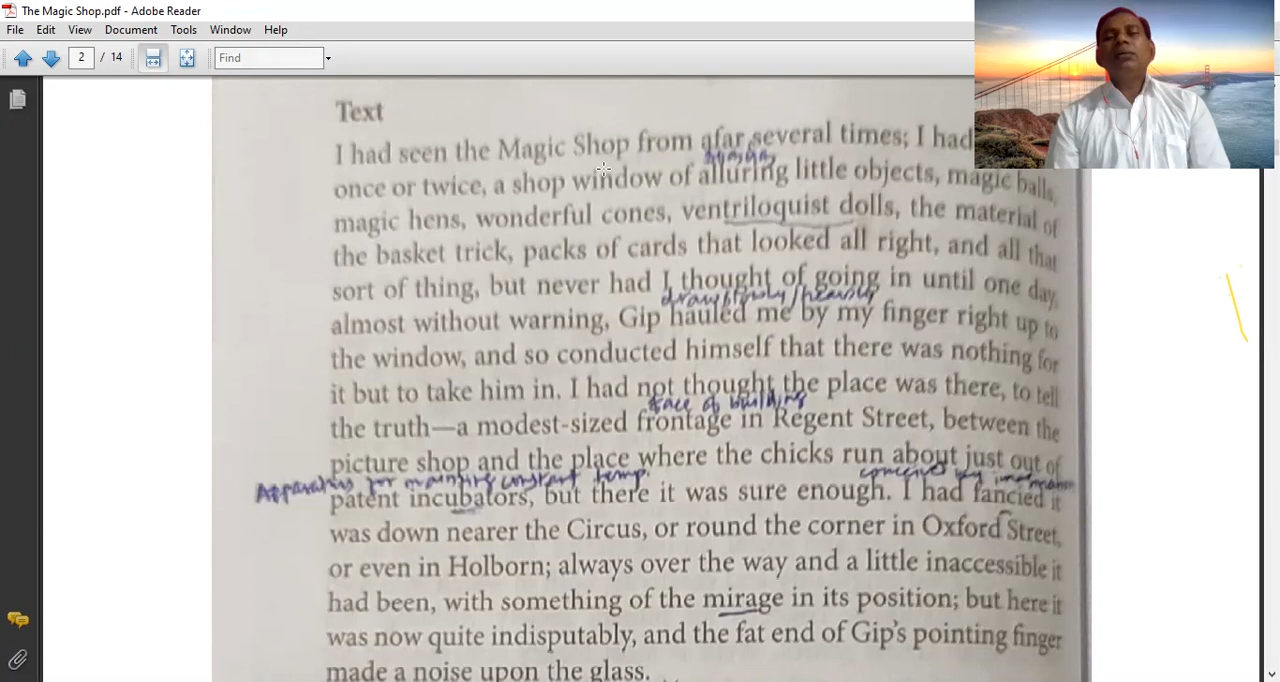 The Magic Shop.pdf - Adobe Reader
File Edit View Document Tools Window Help
2 / 14 Find
Text
I had seen the Magic Shop from afar several times; I had
once or twice, a shop window of alluring little objects, magic balls,
magic hens, wonderful cones, ventriloquist dolls, the material of
the basket trick, packs of cards that looked all right, and all that
sort of thing, but never had I thought of going in until one day,
almost without warning, Gip hauled me by my finger right up to
the window, and so conducted himself that there was nothing for
it but to take him in. I had not thought the place was there, to tell
face of building
the truth—a modest-sized frontage in Regent Street, between the
picture shop and the place where the chicks run about just out of
Apparatus for constant temp.
patent incubators, but there it was sure enough. I had fancied it
was down nearer the Circus, or round the corner in Oxford Street,
or even in Holborn; always over the way and a little inaccessible it
had been, with something of the mirage in its position; but here it
was now quite indisputably, and the fat end of Gip's pointing finger
made a noise upon the glass.